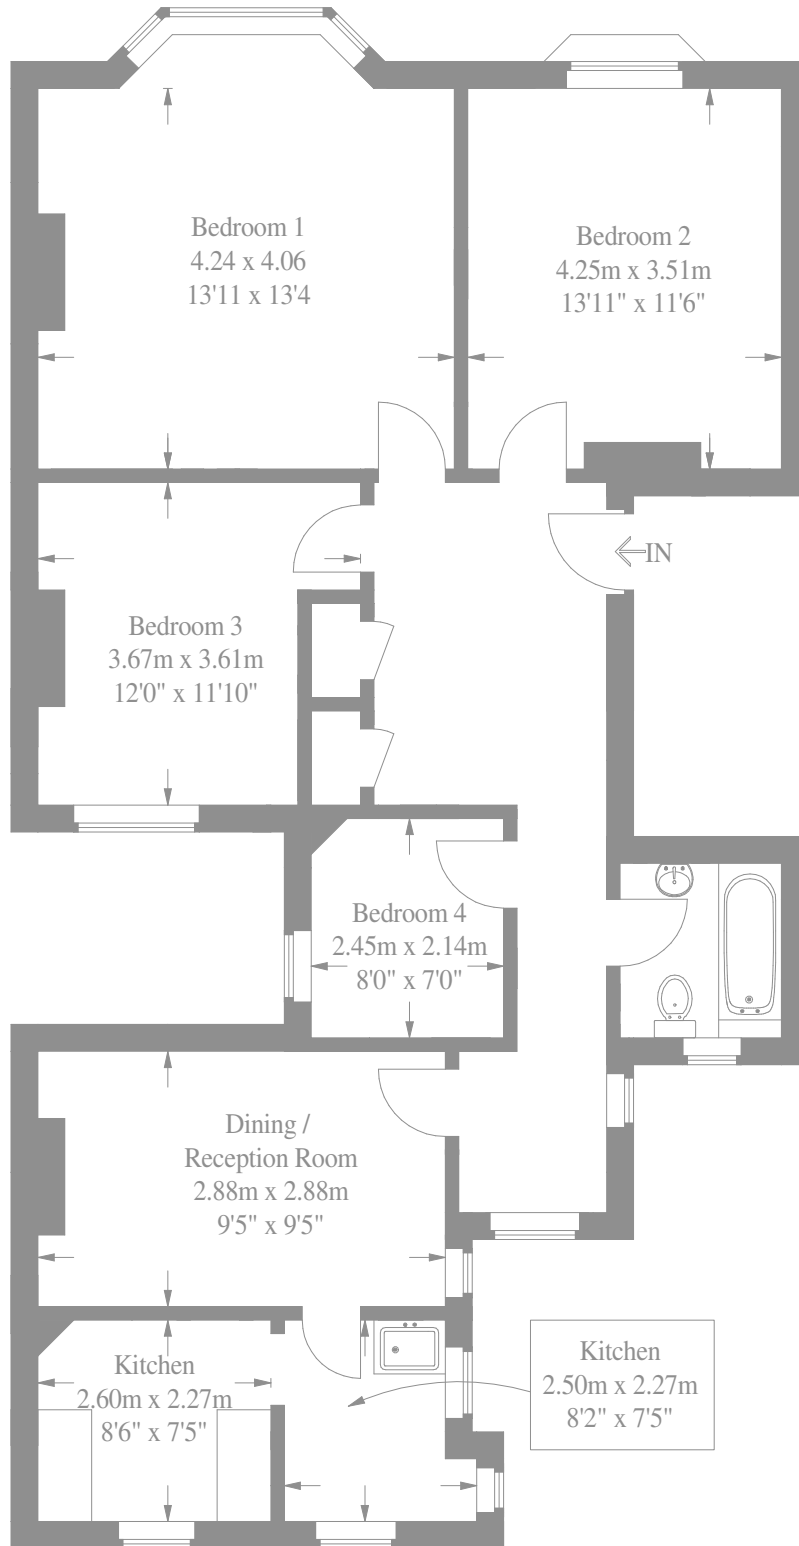 Bedroom 1
4.24 x 4.06
13'11 x 13'4
Bedroom 2
4.25m x 3.51m
13'11" x 11'6"
IN
Bedroom 3
3.67m x 3.61m
12'0" x 11'10"
Bedroom 4
2.45m x 2.14m
8'0" x 7'0"
Dining /
Reception Room
2.88m x 2.88m
9'5" x 9'5"
Kitchen
2.60m x 2.27m
8'6" x 7'5"
Kitchen
2.50m x 2.27m
8'2" x 7'5"